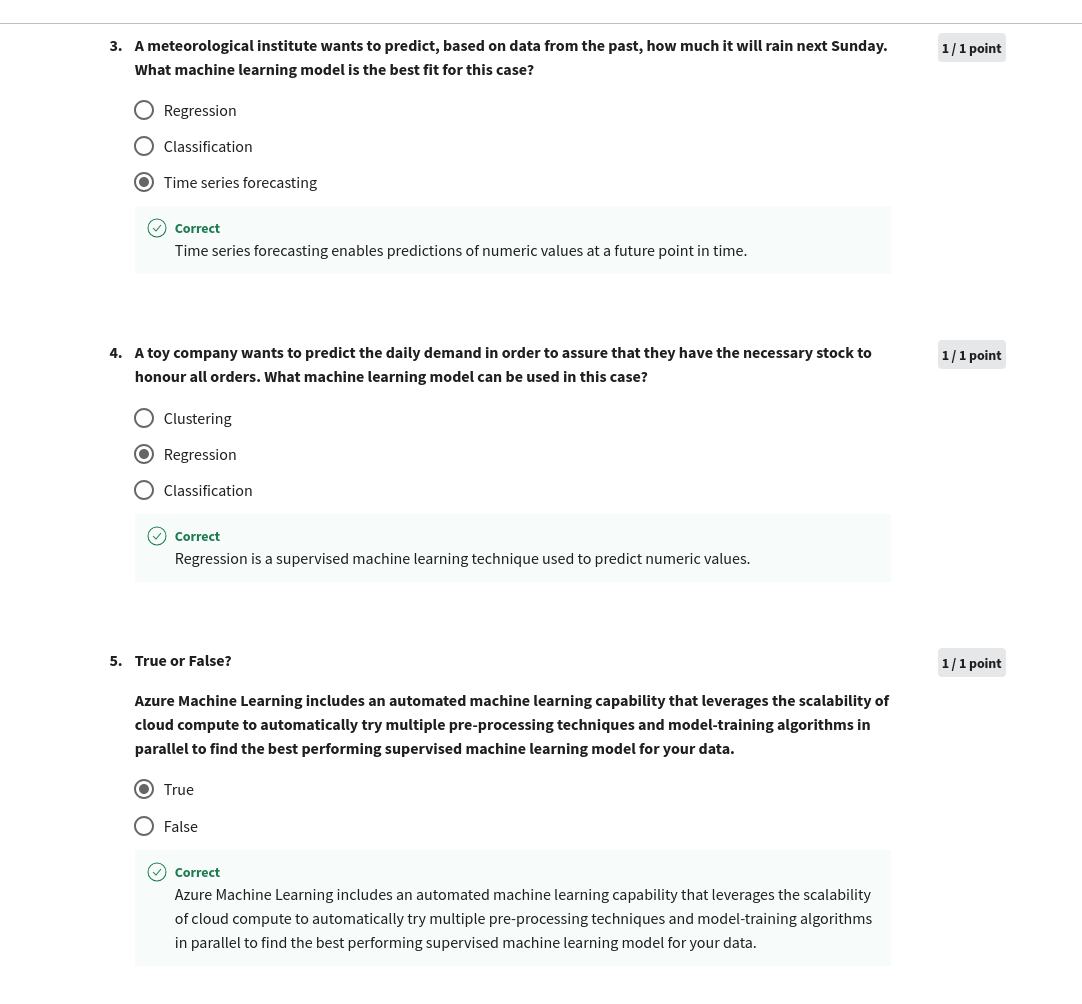 3. A meteorological institute wants to predict, based on data from the past, how much it will rain next Sunday. 1 / 1 point
What machine learning model is the best fit for this case?
Regression
Classification
Time series forecasting
Correct
Time series forecasting enables predictions of numeric values at a future point in time.
4. A toy company wants to predict the daily demand in order to assure that they have the necessary stock to 1 / 1 point
honour all orders. What machine learning model can be used in this case?
Clustering
Regression
Classification
Correct
Regression is a supervised machine learning technique used to predict numeric values.
5. True or False? 1 / 1 point
Azure Machine Learning includes an automated machine learning capability that leverages the scalability of
cloud compute to automatically try multiple pre-processing techniques and model-training algorithms in
parallel to find the best performing supervised machine learning model for your data.
True
False
Correct
Azure Machine Learning includes an automated machine learning capability that leverages the scalability
of cloud compute to automatically try multiple pre-processing techniques and model-training algorithms
in parallel to find the best performing supervised machine learning model for your data.